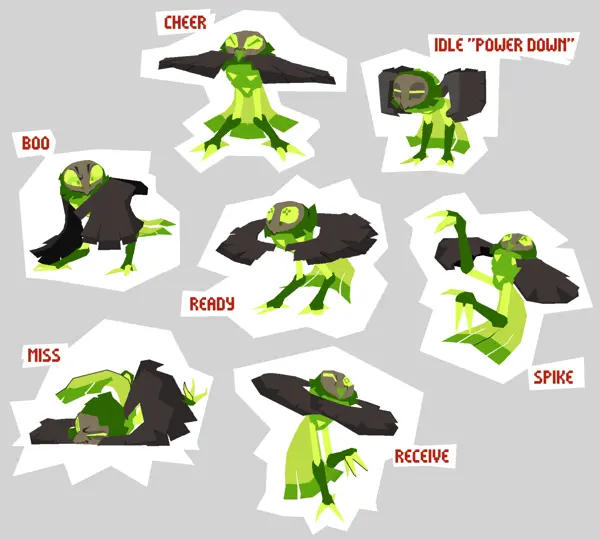 CHEER
IDLE "POWER DOWN"
BOO
READY
MISS
SPIKE
RECEIVE